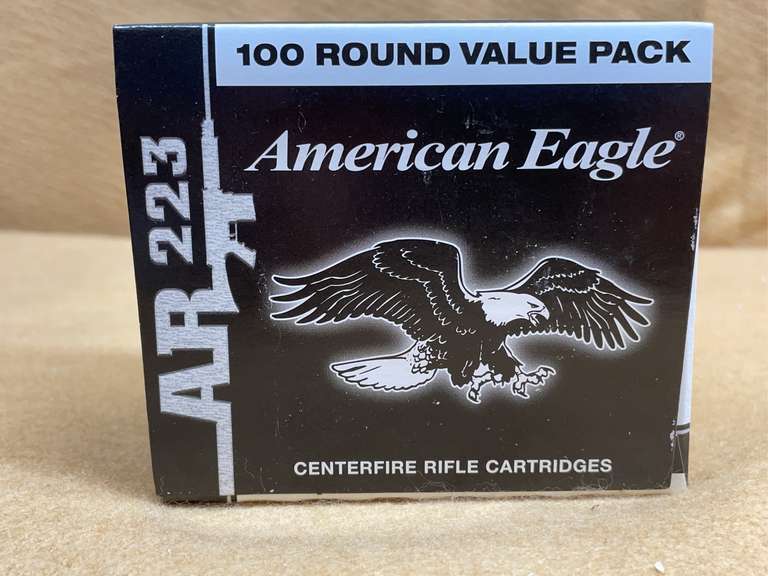 100 ROUND VALUE PACK
American Eagle®
AR 223
CENTERFIRE RIFLE CARTRIDGES